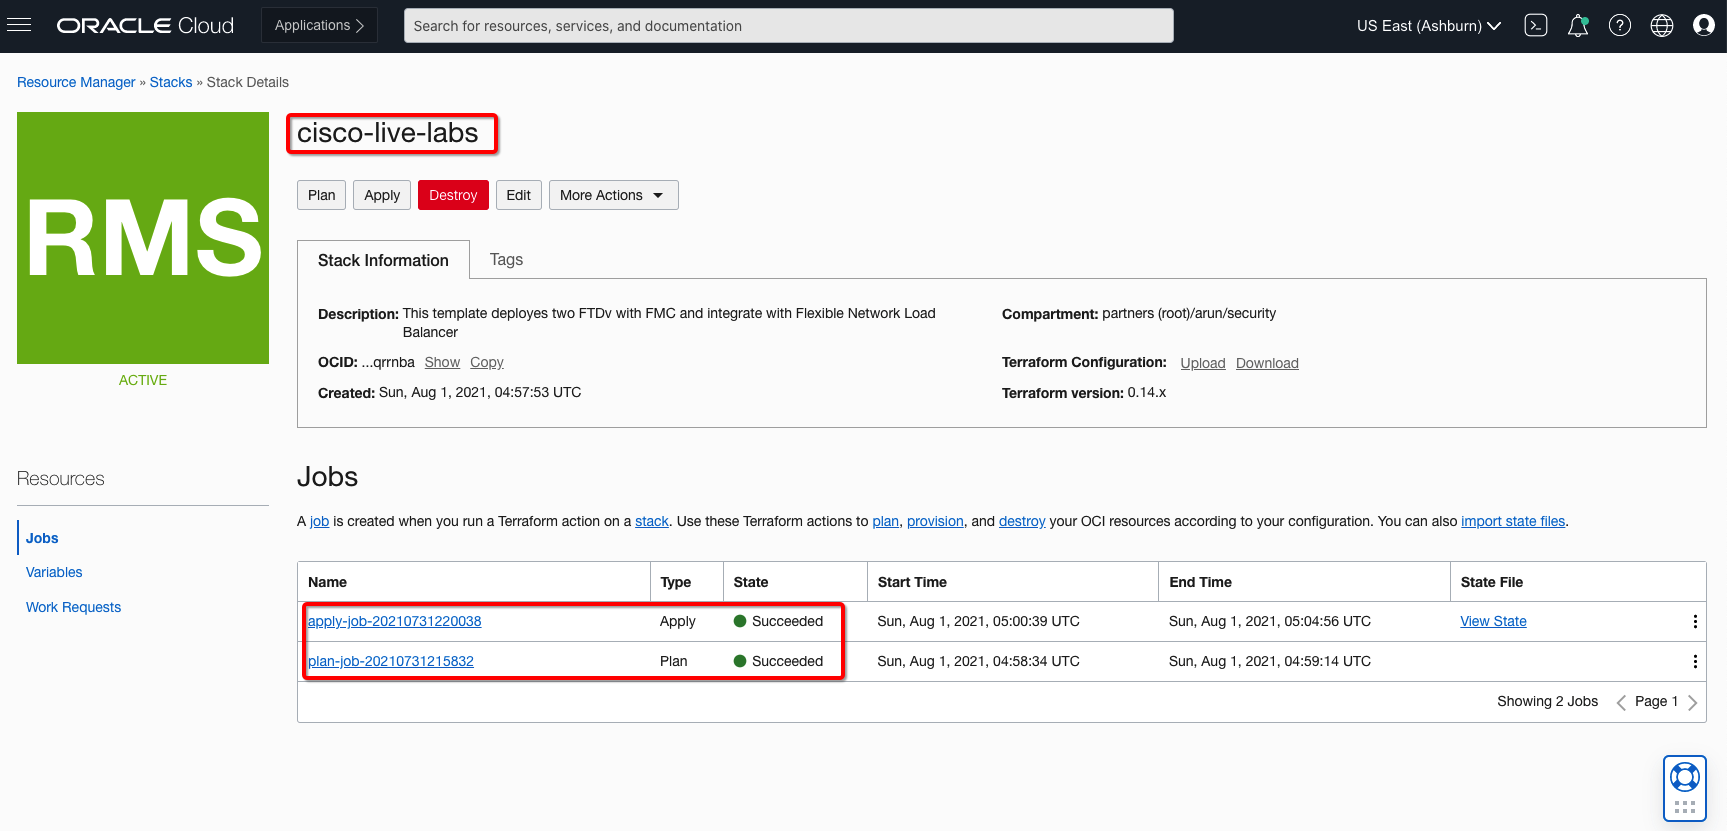 ORACLE Cloud
Applications
Search for resources, services, and documentation
US East (Ashburn)
Resource Manager » Stacks » Stack Details
RMS
ACTIVE
cisco-live-labs
Plan
Apply
Destroy
Edit
More Actions
Stack Information
Tags
Description: This template deployes two FTDv with FMC and integrate with Flexible Network Load
Balancer
OCID: ...qrrnba Show Copy
Created: Sun, Aug 1, 2021, 04:57:53 UTC
Compartment: partners (root)/arun/security
Terraform Configuration: Upload Download
Terraform version: 0.14.x
Resources
Jobs
Variables
Work Requests
Jobs
A job is created when you run a Terraform action on a stack. Use these Terraform actions to plan, provision, and destroy your OCI resources according to your configuration. You can also import state files.
Name Type State Start Time End Time State File
apply-job-20210731220038 Apply Succeeded Sun, Aug 1, 2021, 05:00:39 UTC Sun, Aug 1, 2021, 05:04:56 UTC View State
plan-job-20210731215832 Plan Succeeded Sun, Aug 1, 2021, 04:58:34 UTC Sun, Aug 1, 2021, 04:59:14 UTC
Showing 2 Jobs Page 1